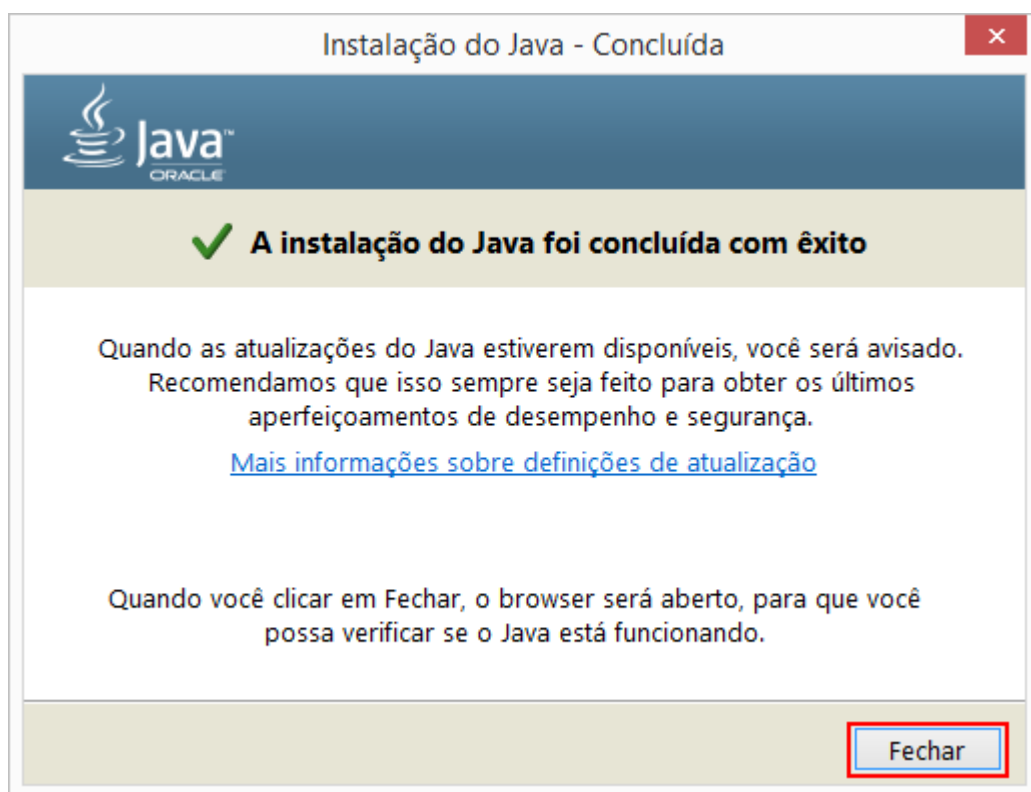 Instalação do Java - Concluída
Java™
ORACLE
A instalação do Java foi concluída com êxito
Quando as atualizações do Java estiverem disponíveis, você será avisado.
Recomendamos que isso sempre seja feito para obter os últimos
aperfeiçoamentos de desempenho e segurança.
Mais informações sobre definições de atualização
Quando você clicar em Fechar, o browser será aberto, para que você
possa verificar se o Java está funcionando.
Fechar